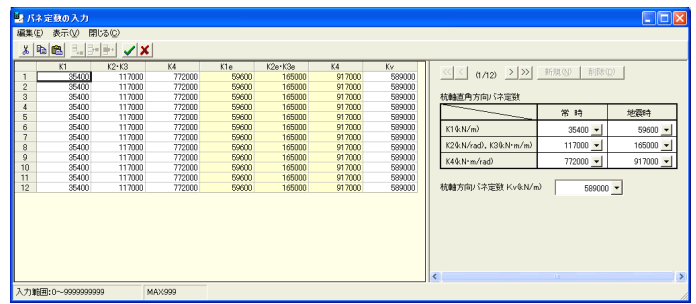 バネ定数の入力
編集(E) 表示(V) 閉じる(C)
K1 K2・K3 K4 K1e K2e・K3e K4 Kv
1 35400 117000 772000 59600 165000 917000 589000
2 35400 117000 772000 59600 165000 917000 589000
3 35400 117000 772000 59600 165000 917000 589000
4 35400 117000 772000 59600 165000 917000 589000
5 35400 117000 772000 59600 165000 917000 589000
6 35400 117000 772000 59600 165000 917000 589000
7 35400 117000 772000 59600 165000 917000 589000
8 35400 117000 772000 59600 165000 917000 589000
9 35400 117000 772000 59600 165000 917000 589000
10 35400 117000 772000 59600 165000 917000 589000
11 35400 117000 772000 59600 165000 917000 589000
12 35400 117000 772000 59600 165000 917000 589000
<< < (1/12) > >> 新規(N) 削除(D)
杭軸直角方向バネ定数
常 時 地震時
K1(kN/m) 35400 59600
K2(kN/rad), K3(kN・m/m) 117000 165000
K4(kN・m/rad) 772000 917000
杭軸方向バネ定数 Kv(kN/m) 589000
入力範囲:0～9999999999 MAX999